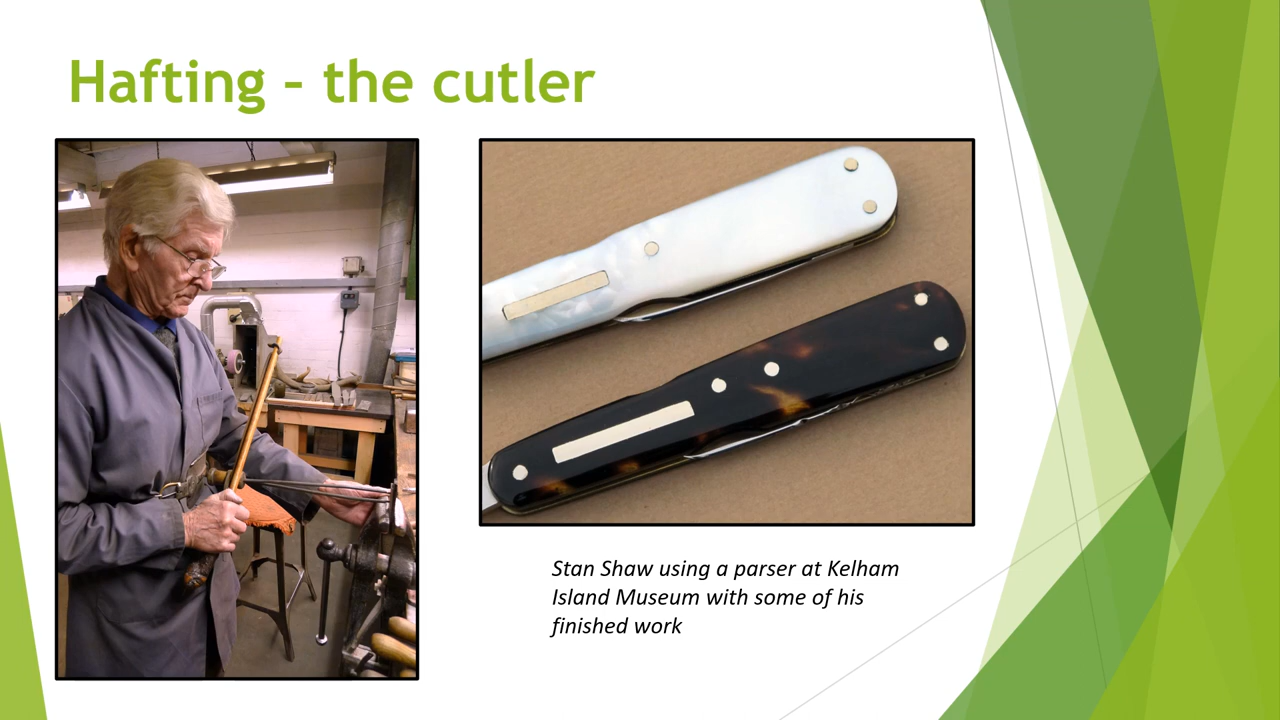 Hafting – the cutler
Stan Shaw using a parser at Kelham
Island Museum with some of his
finished work